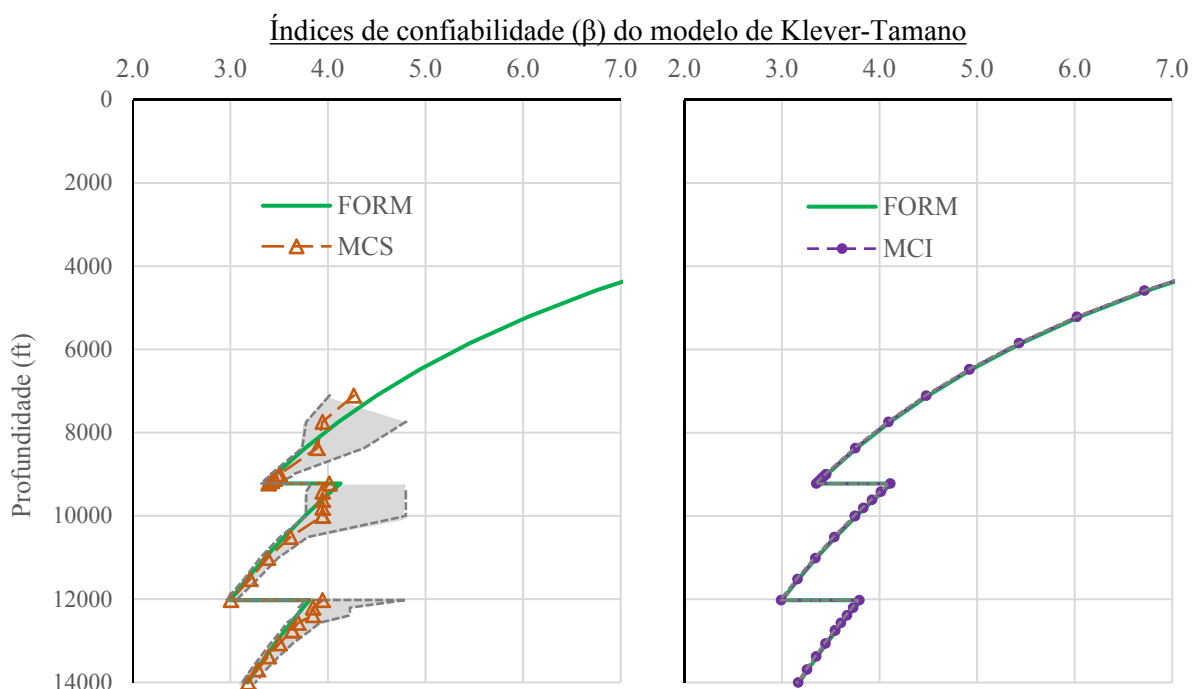 Índices de confiabilidade (β) do modelo de Klever-Tamano
2.0 3.0 4.0 5.0 6.0 7.0 2.0 3.0 4.0 5.0 6.0 7.0
0
2000
FORM FORM
MCS MCI
4000
6000
8000
10000
12000
14000
Profundidade (ft)